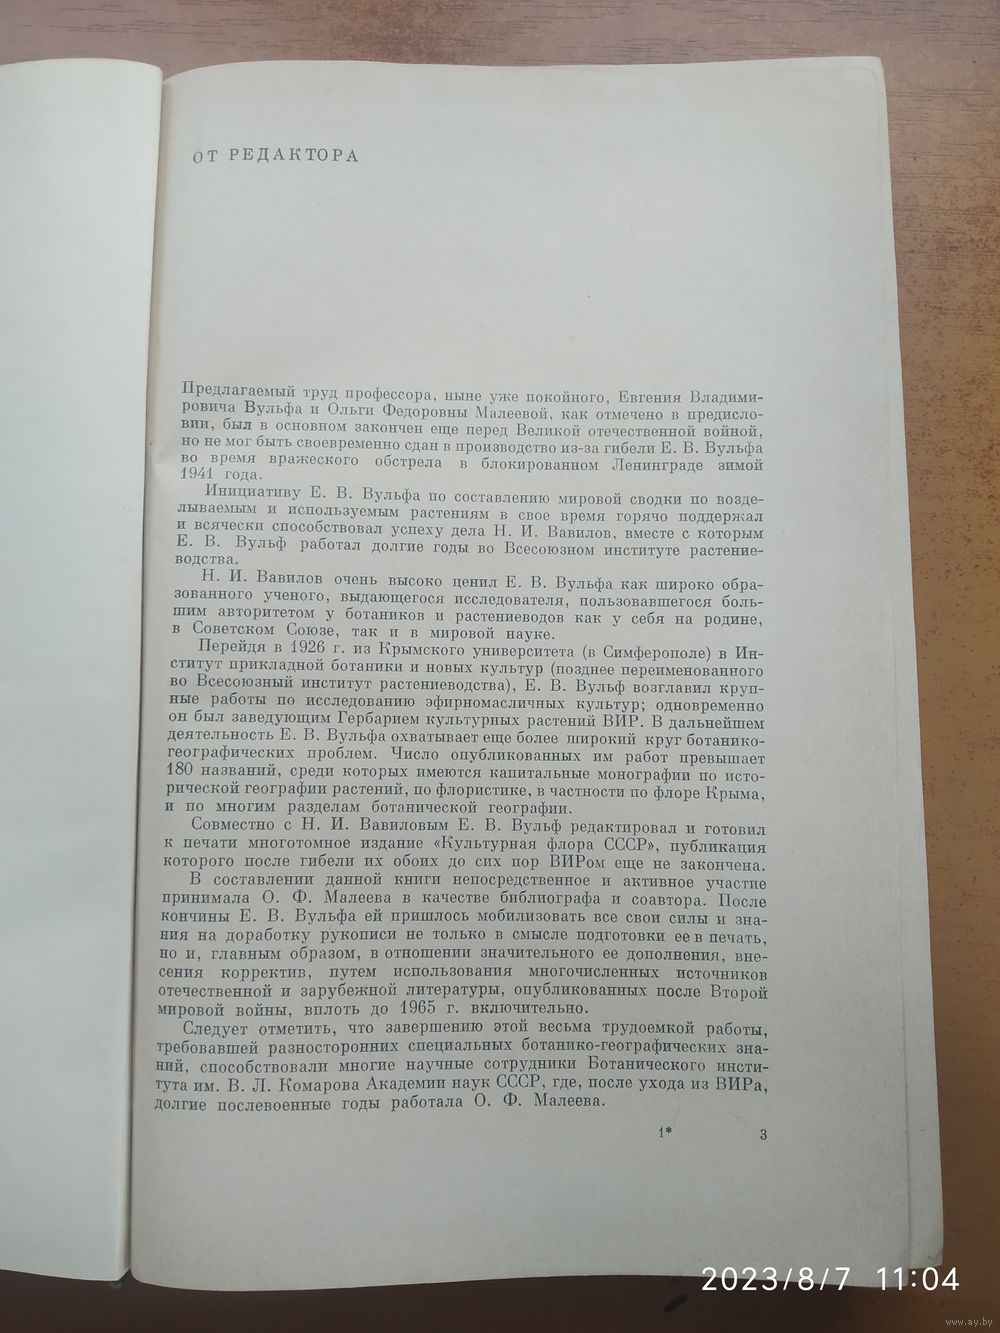 ОТ РЕДАКТОРА
Предлагаемый труд профессора, ныне уже покойного, Евгения Владими-
ровича Вульфа и Ольги Федоровны Малеевой, как отмечено в предисло-
вии, был в основном закончен еще перед Великой отечественной войной,
но не мог быть своевременно сдан в производство из-за гибели Е. В. Вульфа
во время вражеского обстрела в блокированном Ленинграде зимой
1941 года.
Инициативу Е. В. Вульфа по составлению мировой сводки по возде-
лываемым и используемым растениям в свое время горячо поддержал
и всячески способствовал успеху дела Н. И. Вавилов, вместе с которым
Е. В. Вульф работал долгие годы во Всесоюзном институте растение-
водства.
Н. И. Вавилов очень высоко ценил Е. В. Вульфа как широко обра-
зованного ученого, выдающегося исследователя, пользовавшегося боль-
шим авторитетом у ботаников и растениеводов как у себя на родине,
в Советском Союзе, так и в мировой науке.
Перейдя в 1926 г. из Крымского университета (в Симферополе) в Ин-
ститут прикладной ботаники и новых культур (позднее переименованного
во Всесоюзный институт растениеводства), Е. В. Вульф возглавил круп-
ные работы по исследованию эфирномасличных культур; одновременно
он был заведующим Гербарием культурных растений ВИР. В дальнейшем
деятельность Е. В. Вульфа охватывает еще более широкий круг ботанико-
географических проблем. Число опубликованных им работ превышает
180 названий, среди которых имеются капитальные монографии по исто-
рической географии растений, по флористике, в частности по флоре Крыма,
и по многим разделам ботанической географии.
Совместно с Н. И. Вавиловым Е. В. Вульф редактировал и готовил
к печати многотомное издание «Культурная флора СССР», публикация
которого после гибели их обоих до сих пор ВИРом еще не закончена.
В составлении данной книги непосредственное и активное участие
принимала О. Ф. Малеева в качестве библиографа и соавтора. После
кончины Е. В. Вульфа ей пришлось мобилизовать все свои силы и зна-
ния на доработку рукописи не только в смысле подготовки ее в печать,
но и, главным образом, в отношении значительного ее дополнения, вне-
сения корректив, путем использования многочисленных источников
отечественной и зарубежной литературы, опубликованных после Второй
мировой войны, вплоть до 1965 г. включительно.
Следует отметить, что завершению этой весьма трудоемкой работы,
требовавшей разносторонних специальных ботанико-географических зна-
ний, способствовали многие научные сотрудники Ботанического инсти-
тута им. В. Л. Комарова Академии наук СССР, где, после ухода из ВИРа,
долгие послевоенные годы работала О. Ф. Малеева.
1* 3
2023/8/7 11:04
www.ay.by